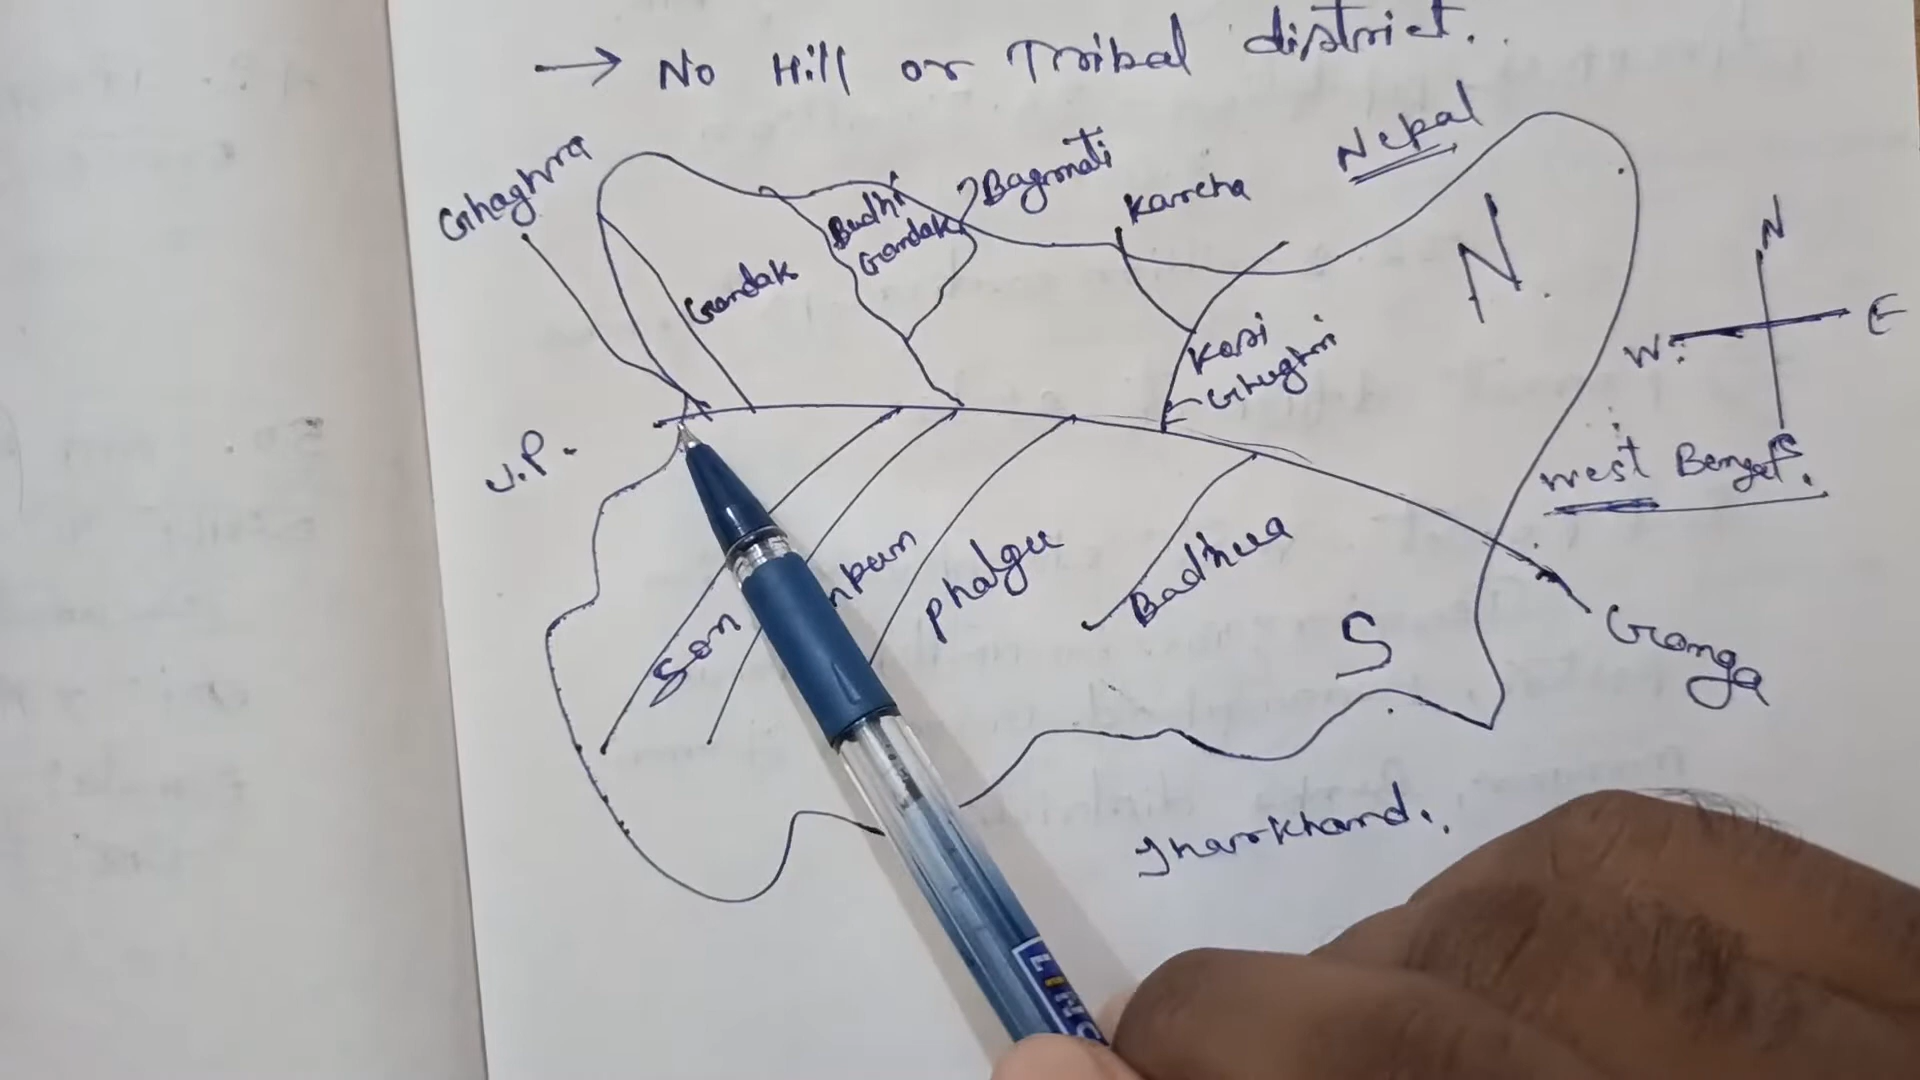 → No Hill or Tribal district.
Nepal
Ghaghra
Bagmati
Budhi
Gandak
Kamcha
N
N
Gandak
W
E
Kosi
Ghughri
U.P.
West Bengal.
S
Phalgu
Badhua
Son
S
Ganga
Jharkhand.